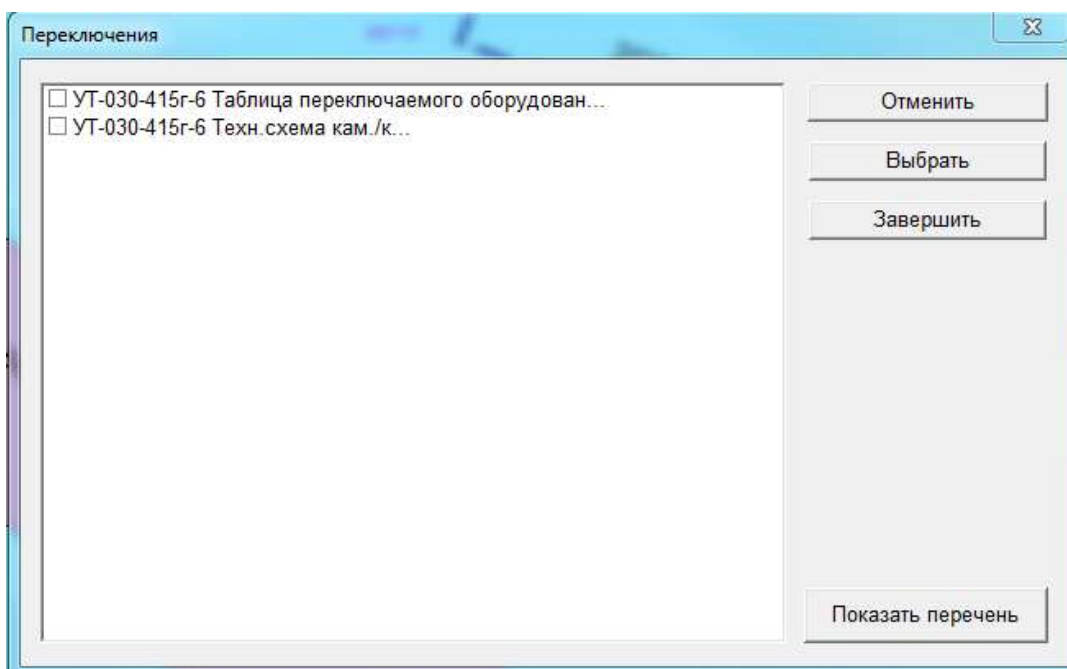 Переключения
УТ-030-415г-6 Таблица переключаемого оборудован...
УТ-030-415г-6 Техн.схема кам./к...
Отменить
Выбрать
Завершить
Показать перечень